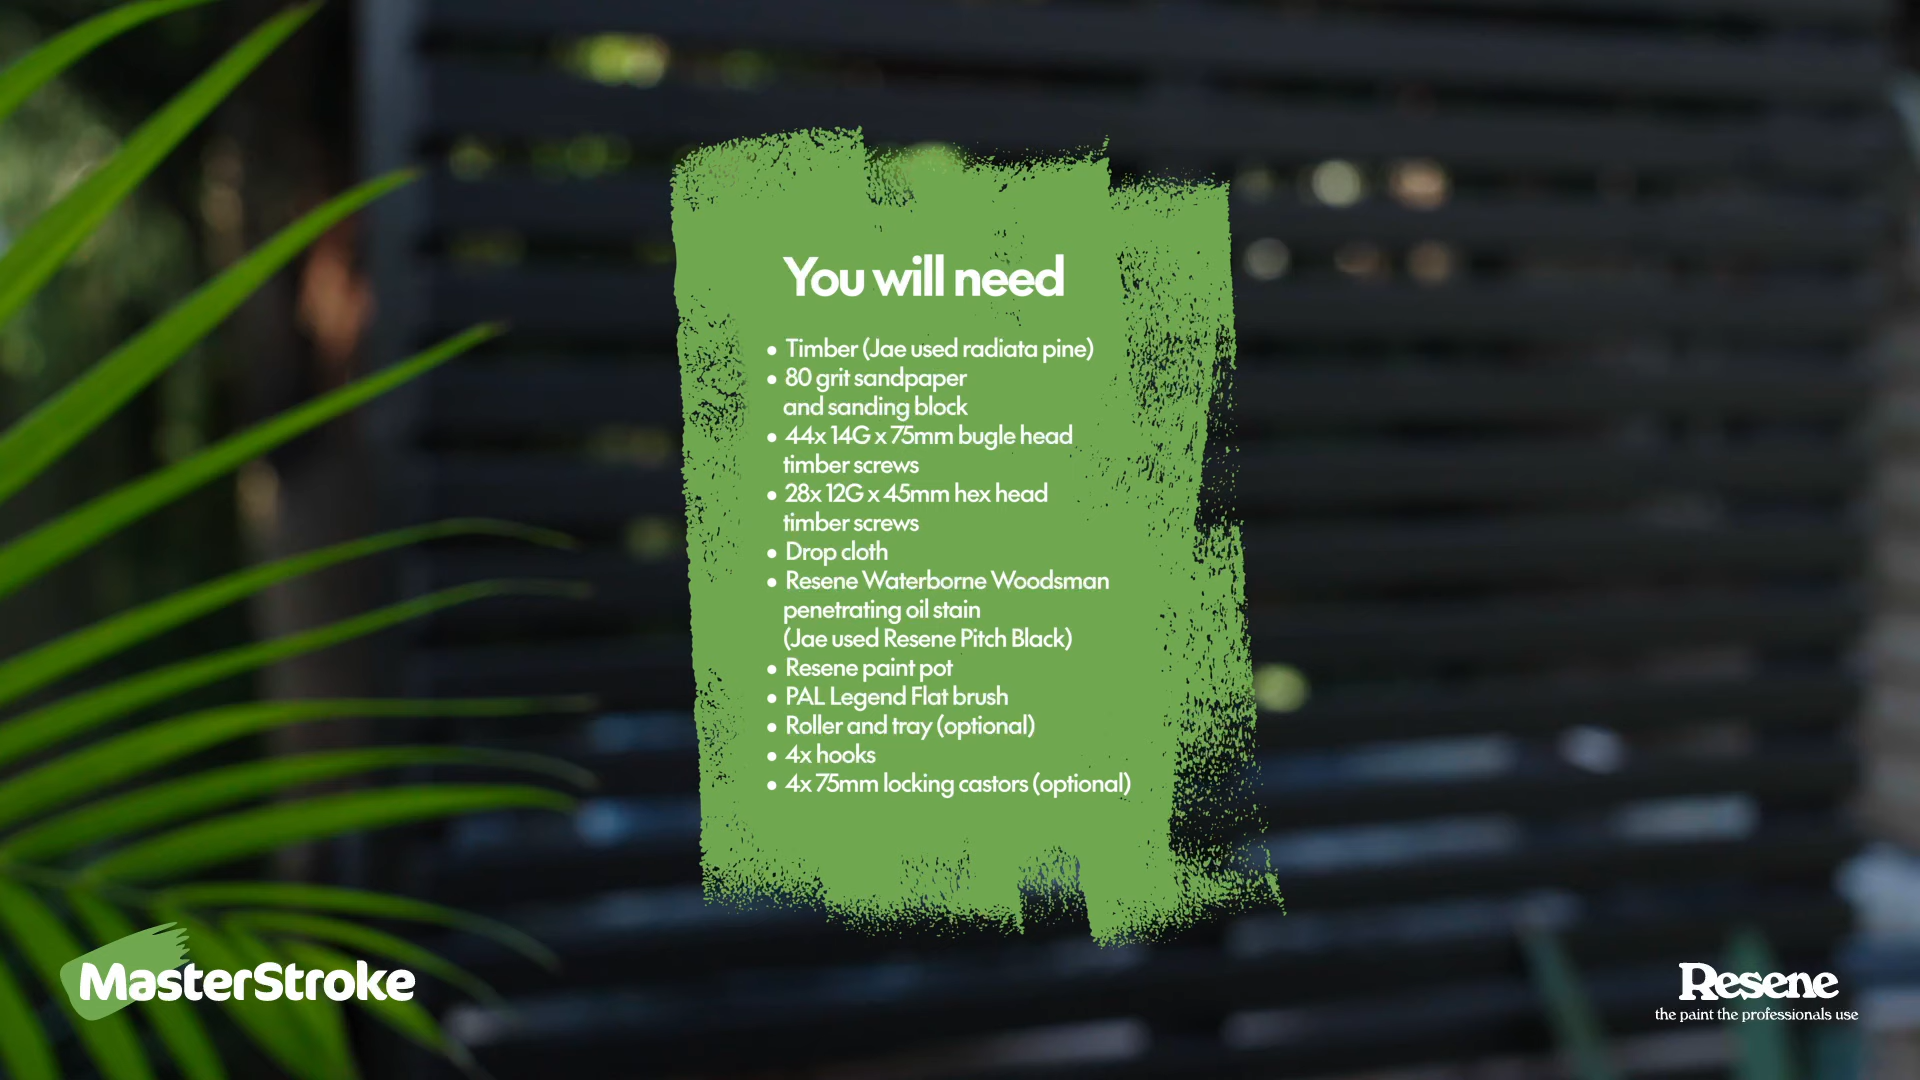 You will need
• Timber (Jae used radiata pine)
• 80 grit sandpaper
and sanding block
• 44x 14G x 75mm bugle head
timber screws
• 28x 12G x 45mm hex head
timber screws
• Drop cloth
• Resene Waterborne Woodsman
penetrating oil stain
(Jae used Resene Pitch Black)
• Resene paint pot
• PAL Legend Flat brush
• Roller and tray (optional)
• 4x hooks
• 4x 75mm locking castors (optional)
MasterStroke
Resene
the paint the professionals use